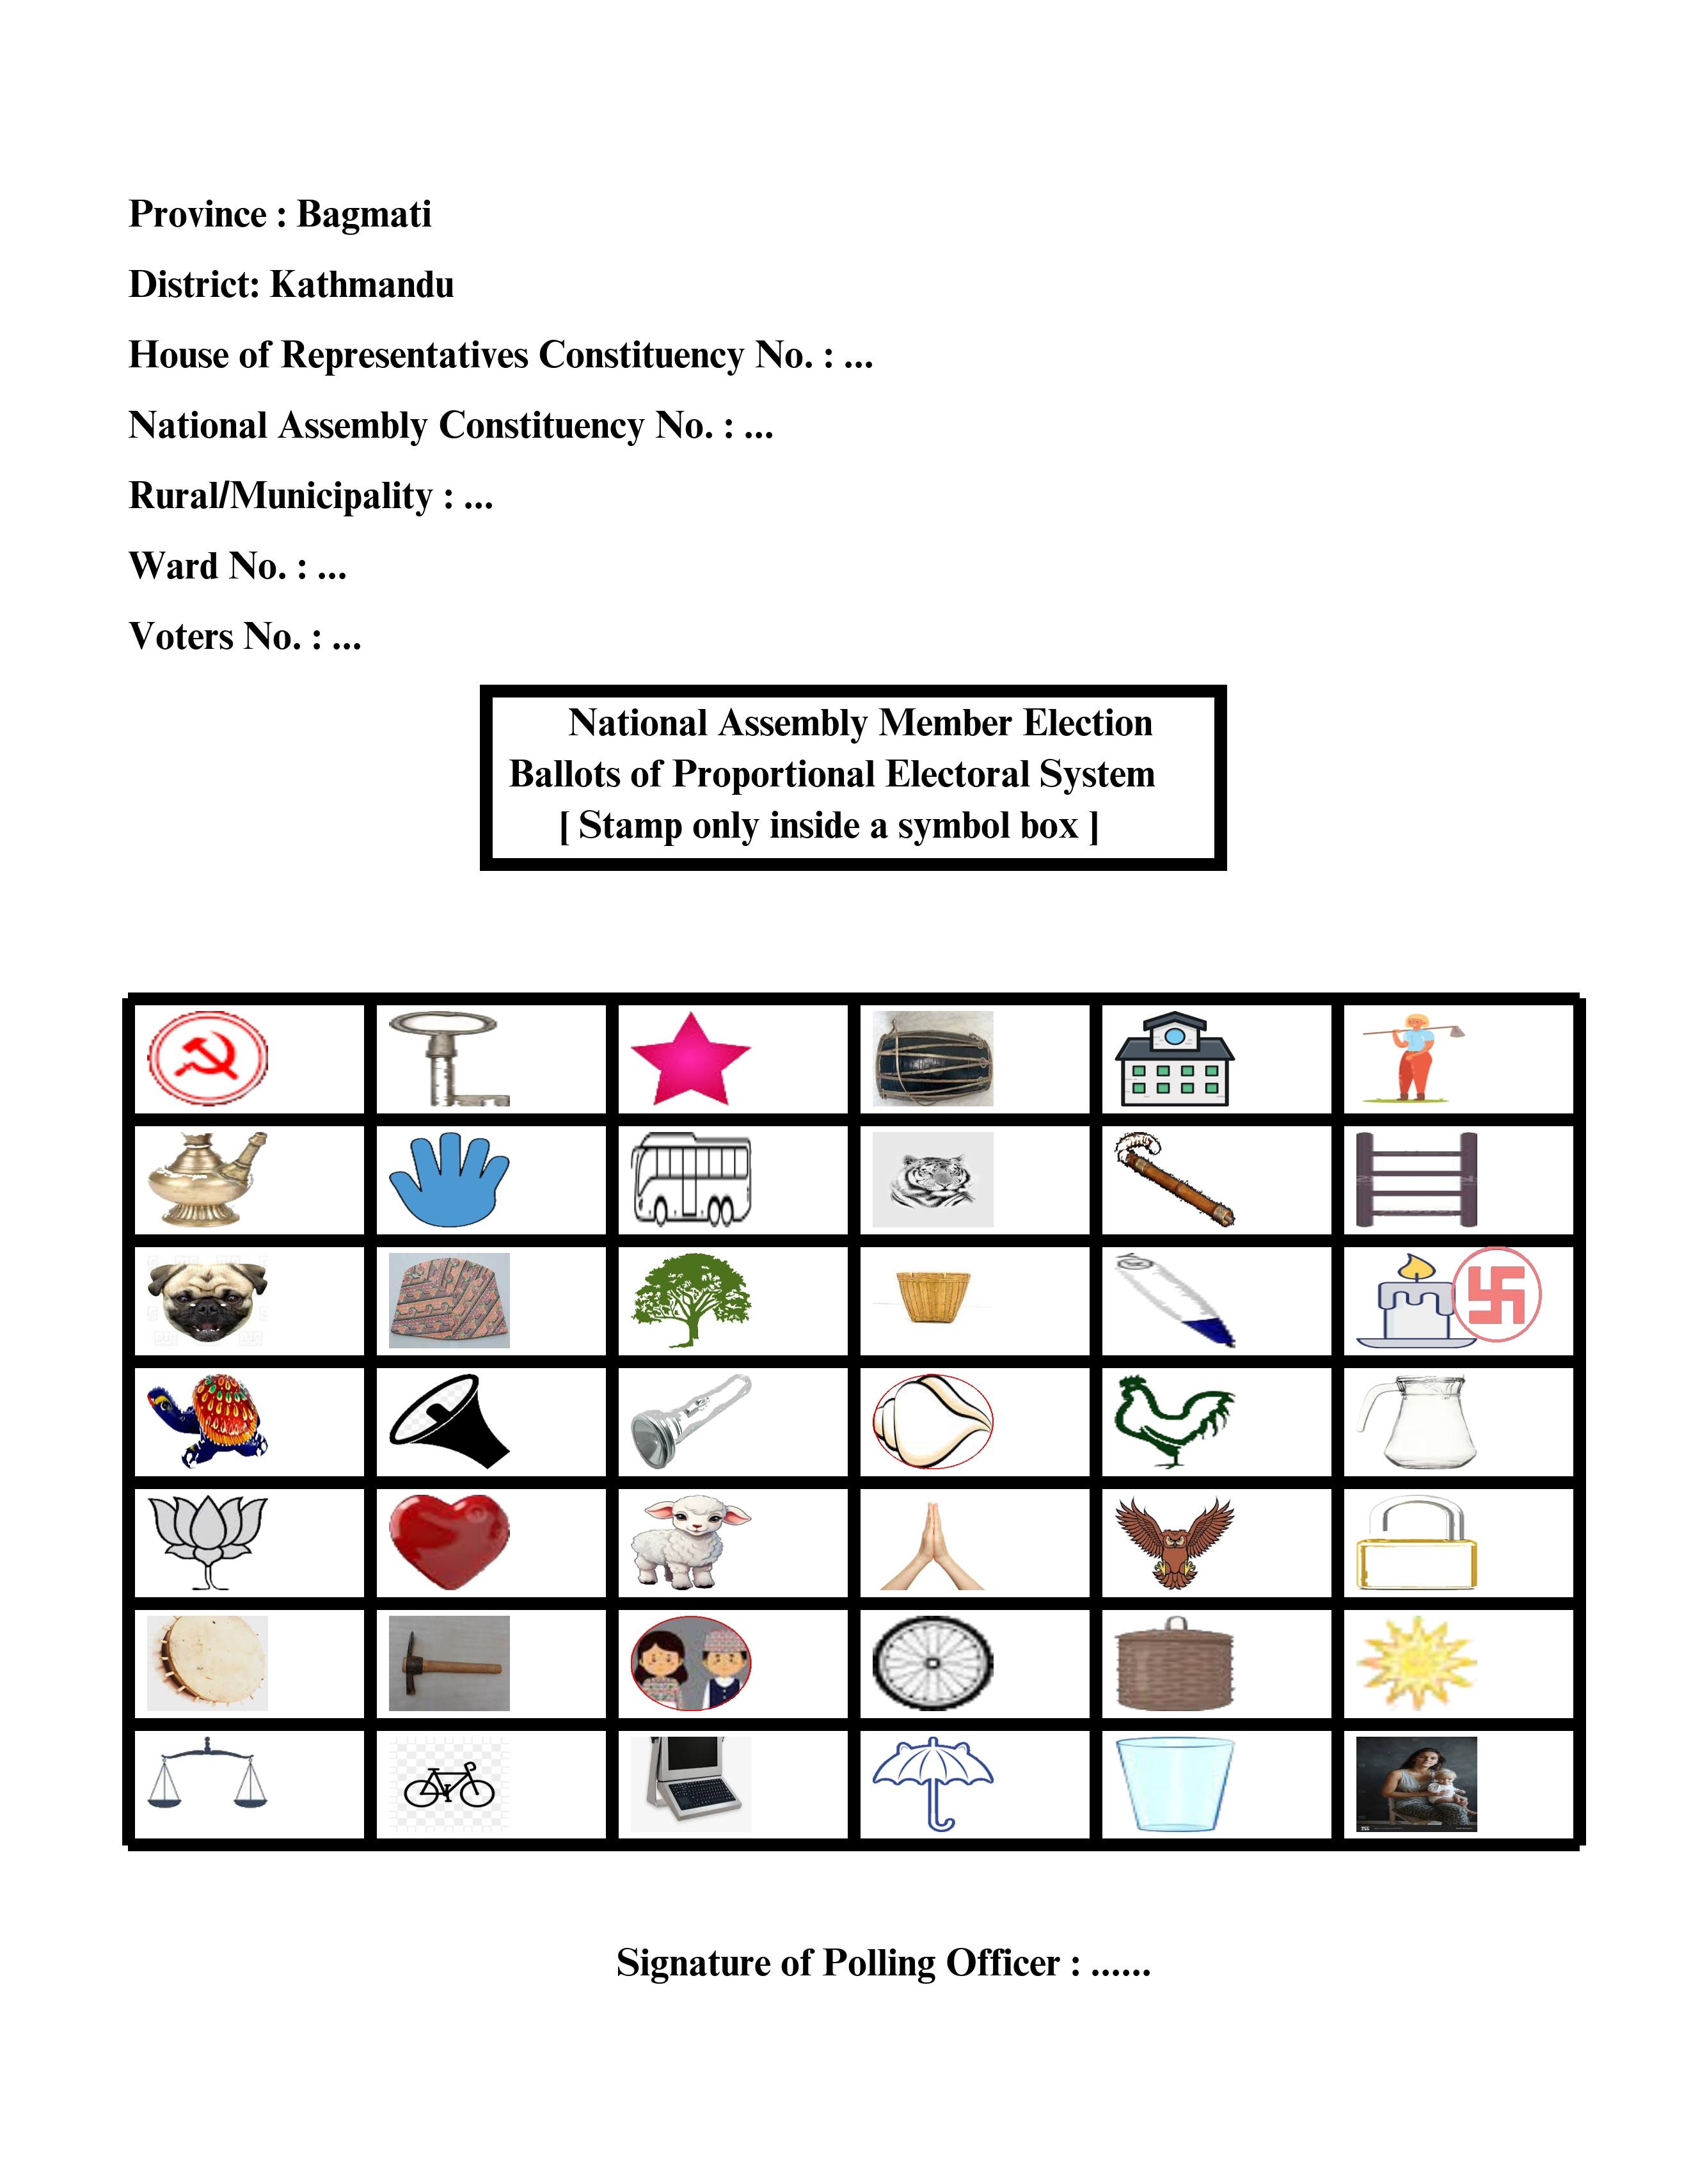 Province : Bagmati
District: Kathmandu
House of Representatives Constituency No. : ...
National Assembly Constituency No. : ...
Rural/Municipality : ...
Ward No. : ...
Voters No. : ...
National Assembly Member Election
Ballots of Proportional Electoral System
[ Stamp only inside a symbol box ]
Signature of Polling Officer : ......